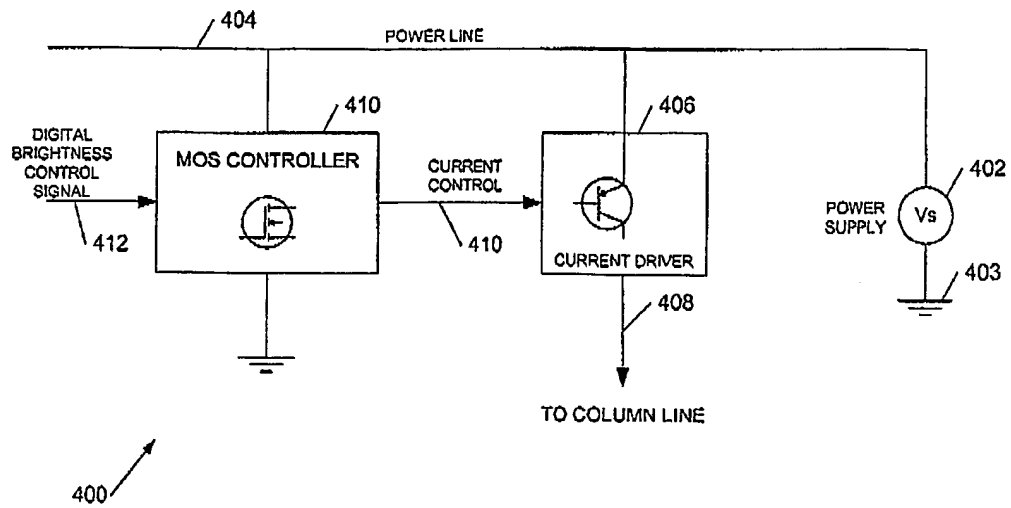 404
POWER LINE
410
406
DIGITAL
BRIGHTNESS
CONTROL
SIGNAL
MOS CONTROLLER
CURRENT
CONTROL
402
POWER
SUPPLY
Vs
412
410
CURRENT DRIVER
403
408
TO COLUMN LINE
400